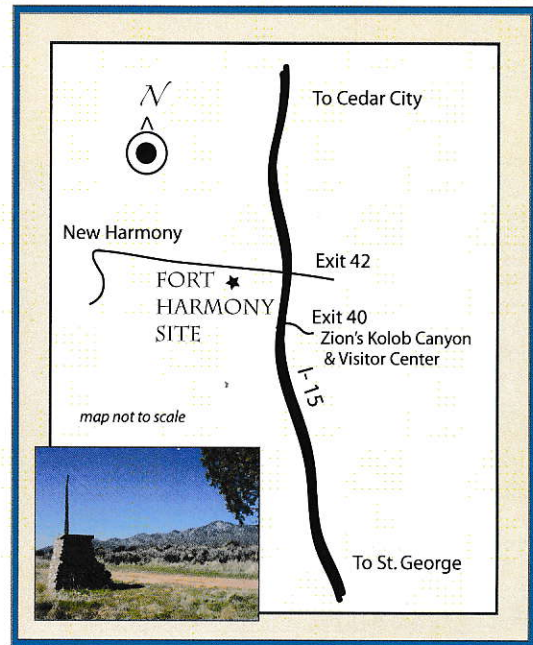 N
To Cedar City
New Harmony
Exit 42
FORT
HARMONY
SITE
Exit 40
Zion's Kolob Canyon
& Visitor Center
I-15
map not to scale
To St. George